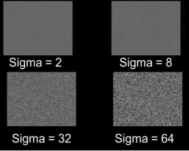 Sigma = 2
Sigma = 8
Sigma = 32
Sigma = 64